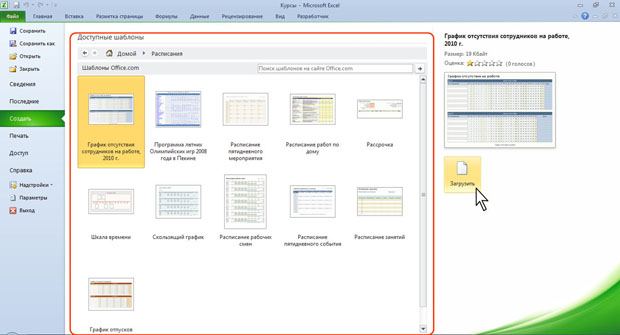 Курсы - Microsoft Excel
Файл Главная Вставка Разметка страницы Формулы Данные Рецензирование Вид Разработчик
Сохранить
Сохранить как
Открыть
Закрыть
Сведения
Последние
Создать
Печать
Доступ
Справка
Надстройки
Параметры
Выход
Доступные шаблоны
Домой Расписания
Шаблоны Office.com
Поиск шаблонов на сайте Office.com
График отсутствия
сотрудников на работе,
2010 г.
Программа летних
Олимпийских игр 2008
года в Пекине
Расписание
пятидневного
мероприятия
Расписание работ по
дому
Рассрочка
Шкала времени
Скользящий график
Расписание рабочих
смен
Расписание
пятидневного события
Расписание занятий
График отпусков
График отсутствия сотрудников на работе,
2010 г.
Размер: 19 Кбайт
Оценка: (0 голосов)
Загрузить